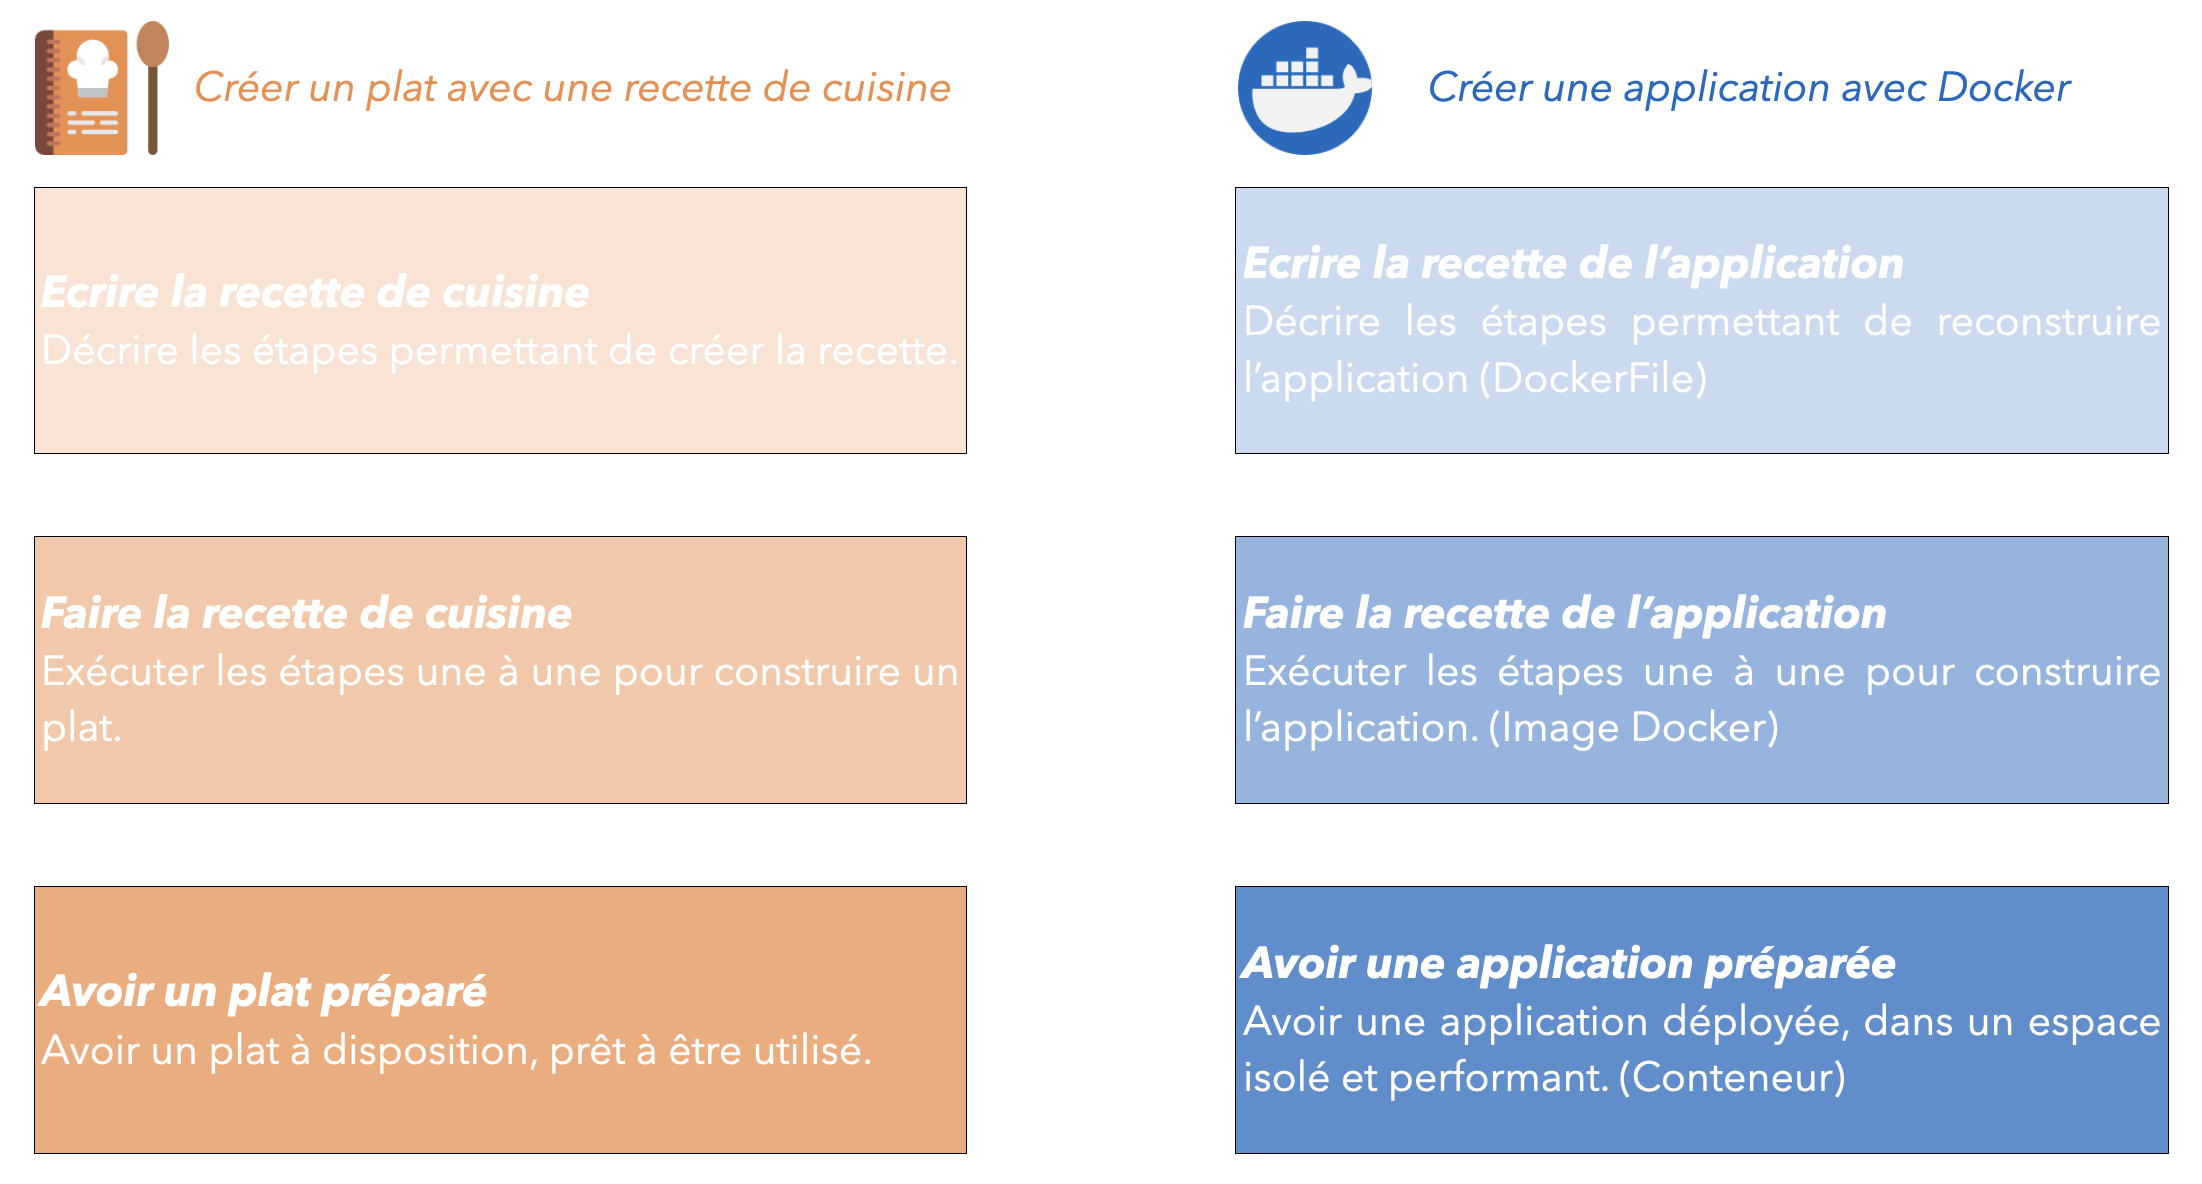 Créer un plat avec une recette de cuisine
Ecrire la recette de cuisine
Décrire les étapes permettant de créer la recette.
Faire la recette de cuisine
Exécuter les étapes une à une pour construire un
plat.
Avoir un plat préparé
Avoir un plat à disposition, prêt à être utilisé.
Créer une application avec Docker
Ecrire la recette de l’application
Décrire les étapes permettant de reconstruire
l’application (DockerFile)
Faire la recette de l’application
Exécuter les étapes une à une pour construire
l’application. (Image Docker)
Avoir une application préparée
Avoir une application déployée, dans un espace
isolé et performant. (Conteneur)